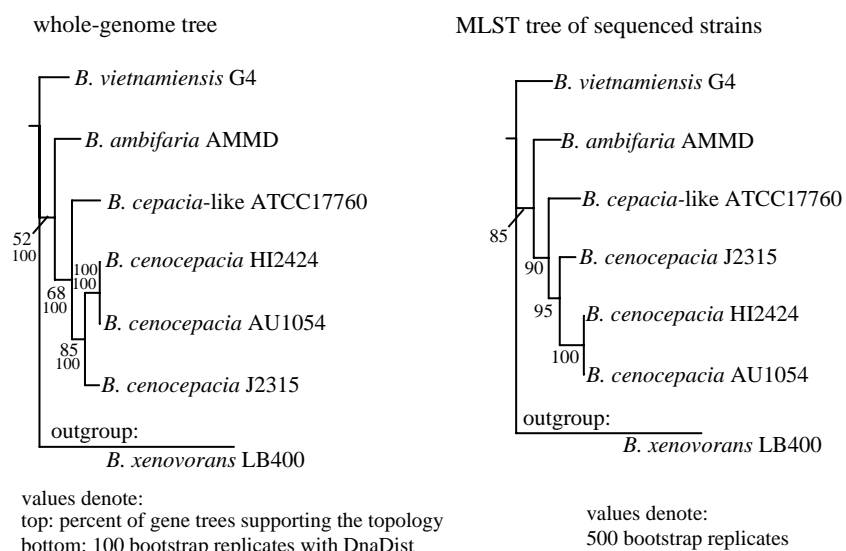 whole-genome tree
B. vietnamiensis G4
B. ambifaria AMMD
B. cepacia-like ATCC17760
52
100
B. cenocepacia HI2424
100
100
68
100
B. cenocepacia AU1054
85
100
B. cenocepacia J2315
outgroup:
B. xenovorans LB400
values denote:
top: percent of gene trees supporting the topology
bottom: 100 bootstrap replicates with DnaDist
MLST tree of sequenced strains
B. vietnamiensis G4
B. ambifaria AMMD
B. cepacia-like ATCC17760
85
B. cenocepacia J2315
90
B. cenocepacia HI2424
95
100
B. cenocepacia AU1054
outgroup:
B. xenovorans LB400
values denote:
500 bootstrap replicates